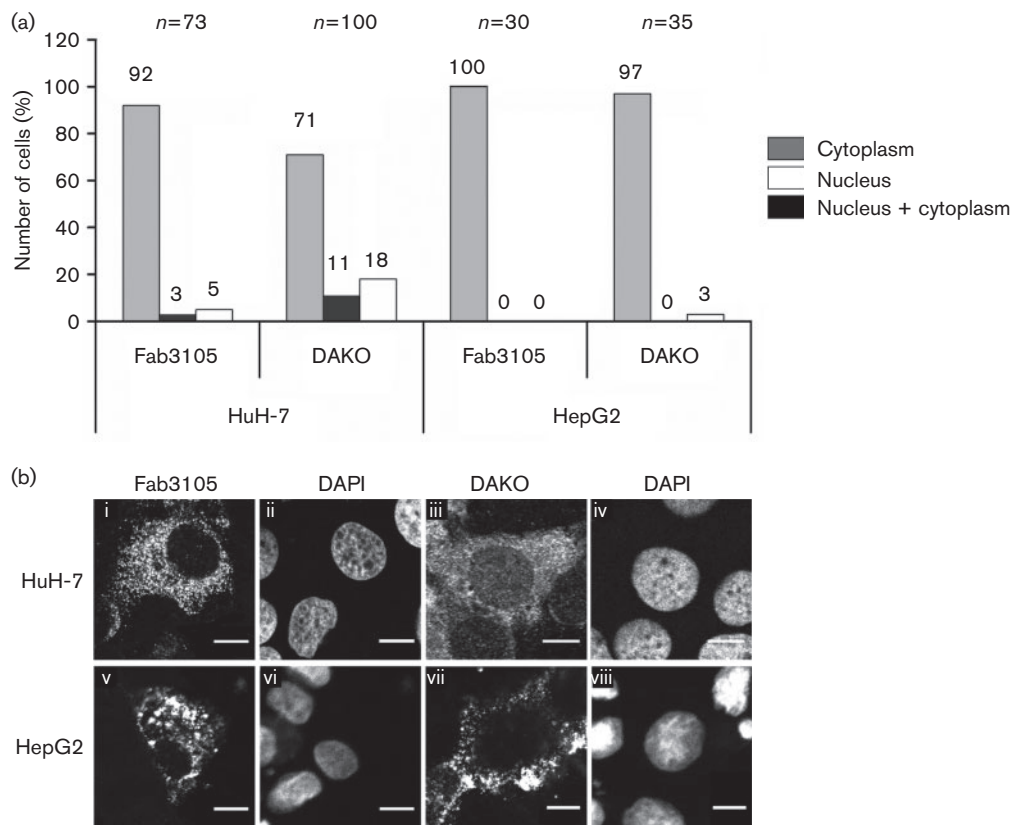 (a)
n=73 n=100 n=30 n=35
120
100
80
60
40
20
0
Number of cells (%)
92 3 5 71 11 18 100 0 0 97 0 3
Cytoplasm
Nucleus
Nucleus + cytoplasm
Fab3105 DAKO Fab3105 DAKO
HuH-7 HepG2
(b)
Fab3105 DAPI DAKO DAPI
HuH-7
i ii iii iv
HepG2
v vi vii viii